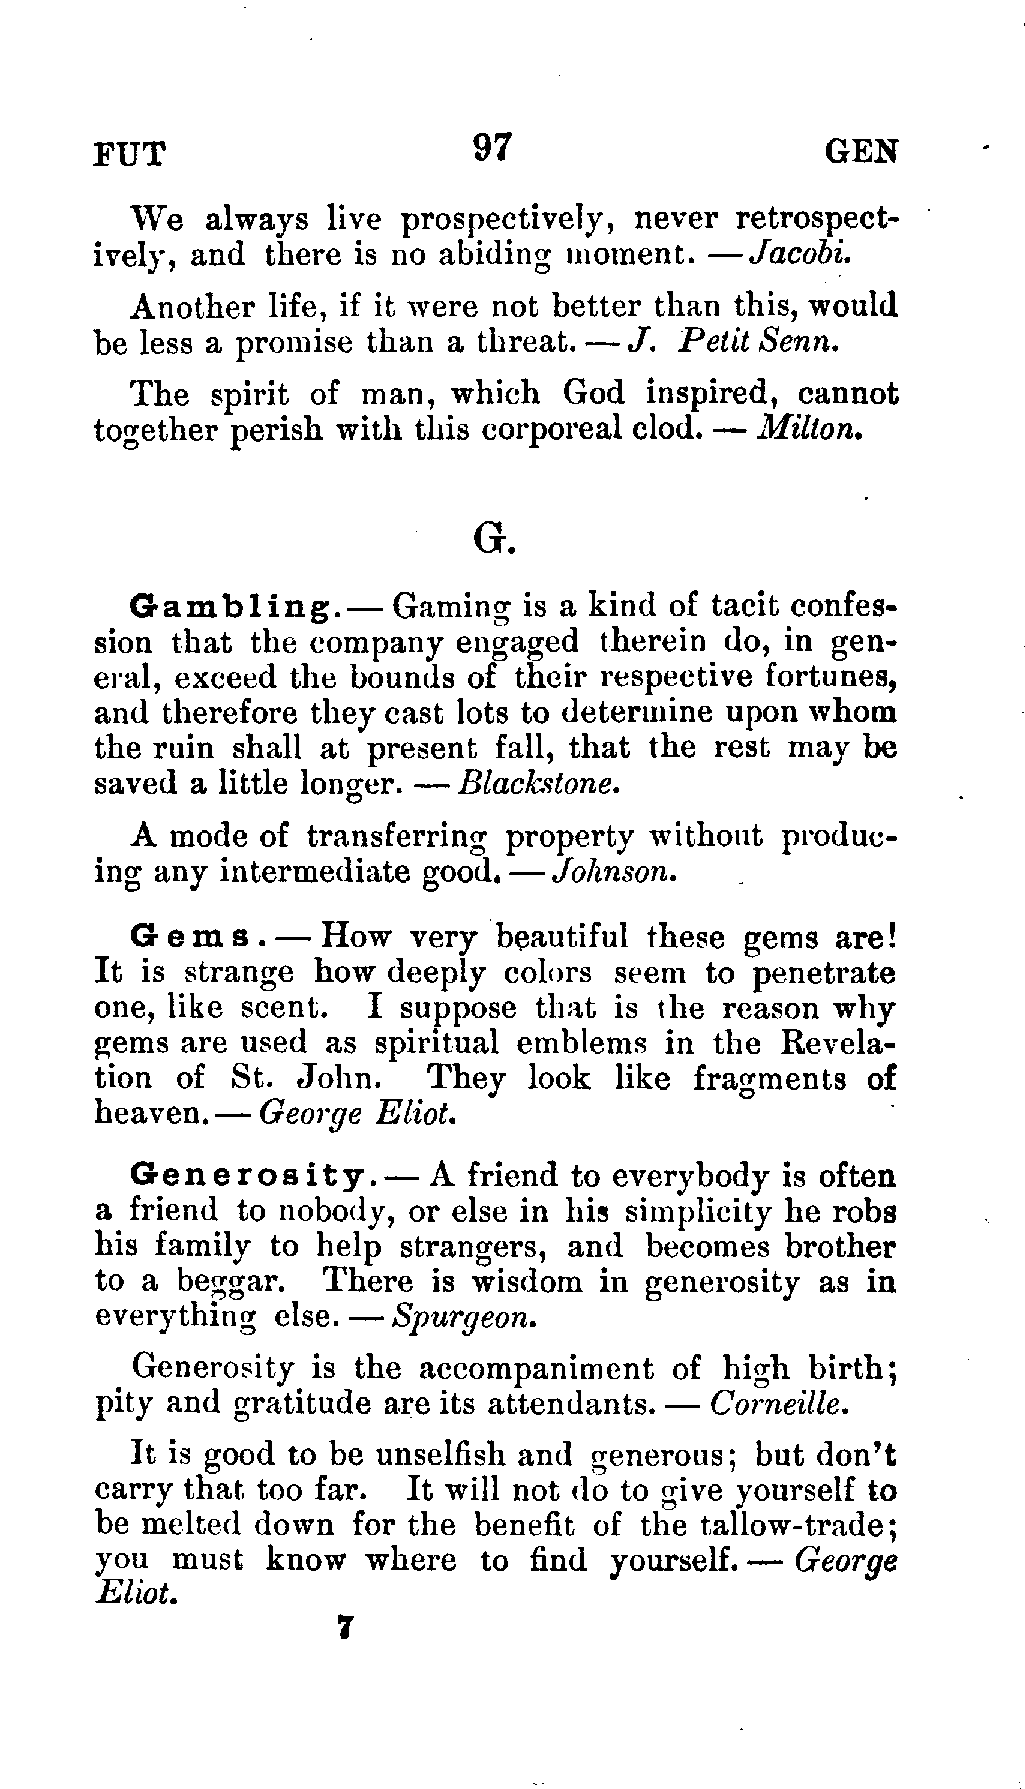 FUT 97 GEN
We always live prospectively, never retrospect-
ively, and there is no abiding moment. —Jacobi.
Another life, if it were not better than this, would
be less a promise than a threat. — J. Petit Senn.
The spirit of man, which God inspired, cannot
together perish with this corporeal clod. — Milton.
G.
Gambling.— Gaming is a kind of tacit confes-
sion that the company engaged therein do, in gen-
eral, exceed the bounds of their respective fortunes,
and therefore they cast lots to determine upon whom
the ruin shall at present fall, that the rest may be
saved a little longer. — Blackstone.
A mode of transferring property without produc-
ing any intermediate good. — Johnson.
Gems. — How very beautiful these gems are!
It is strange how deeply colors seem to penetrate
one, like scent. I suppose that is the reason why
gems are used as spiritual emblems in the Revela-
tion of St. John. They look like fragments of
heaven. — George Eliot.
Generosity. — A friend to everybody is often
a friend to nobody, or else in his simplicity he robs
his family to help strangers, and becomes brother
to a beggar. There is wisdom in generosity as in
everything else. — Spurgeon.
Generosity is the accompaniment of high birth;
pity and gratitude are its attendants. — Corneille.
It is good to be unselfish and generous; but don't
carry that too far. It will not do to give yourself to
be melted down for the benefit of the tallow-trade;
you must know where to find yourself. — George
Eliot.
7